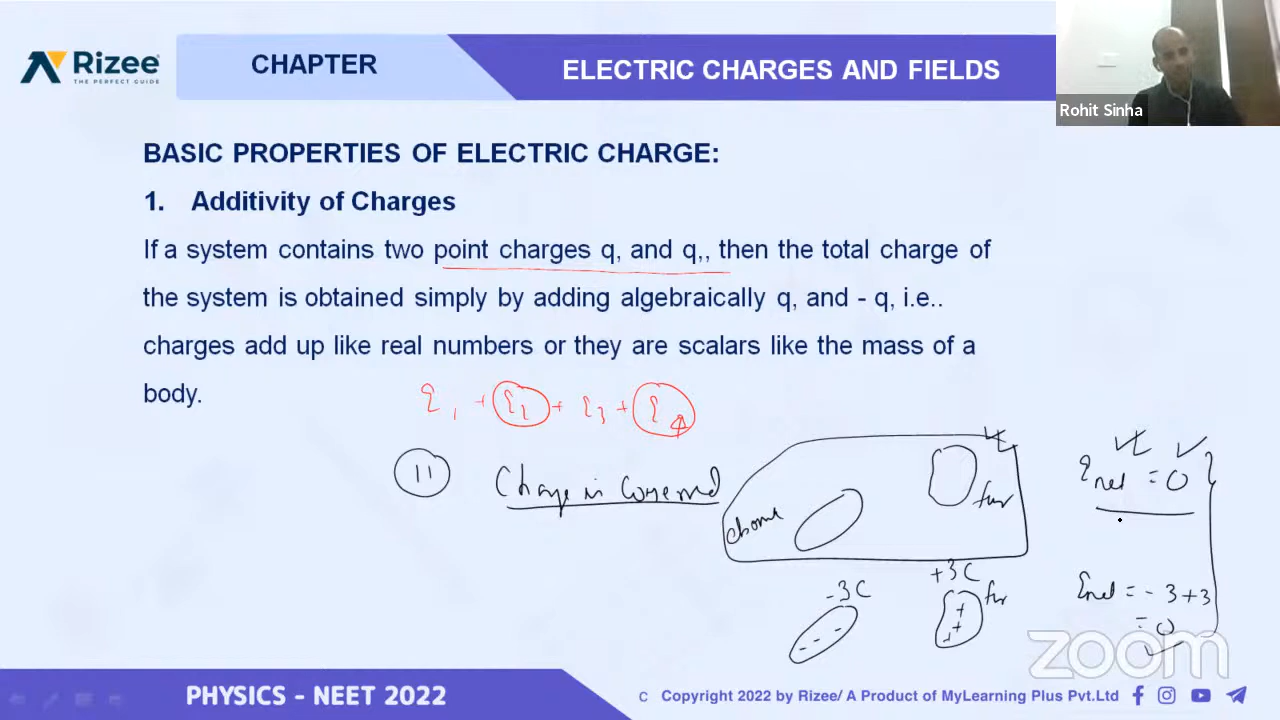 Rizee
THE PERFECT GUIDE
CHAPTER
ELECTRIC CHARGES AND FIELDS
Rohit Sinha
BASIC PROPERTIES OF ELECTRIC CHARGE:
1. Additivity of Charges
If a system contains two point charges q, and q,, then the total charge of
the system is obtained simply by adding algebraically q, and - q, i.e..
charges add up like real numbers or they are scalars like the mass of a
body.
q₁ + q₂ + q₃ + q₄
11
Charge is Conserved
fur
qnet = 0
-3C
+3C
fur
- -
+ + +
qnet = - 3 + 3
= 0
zoom
PHYSICS - NEET 2022
C Copyright 2022 by Rizee/ A Product of MyLearning Plus Pvt.Ltd